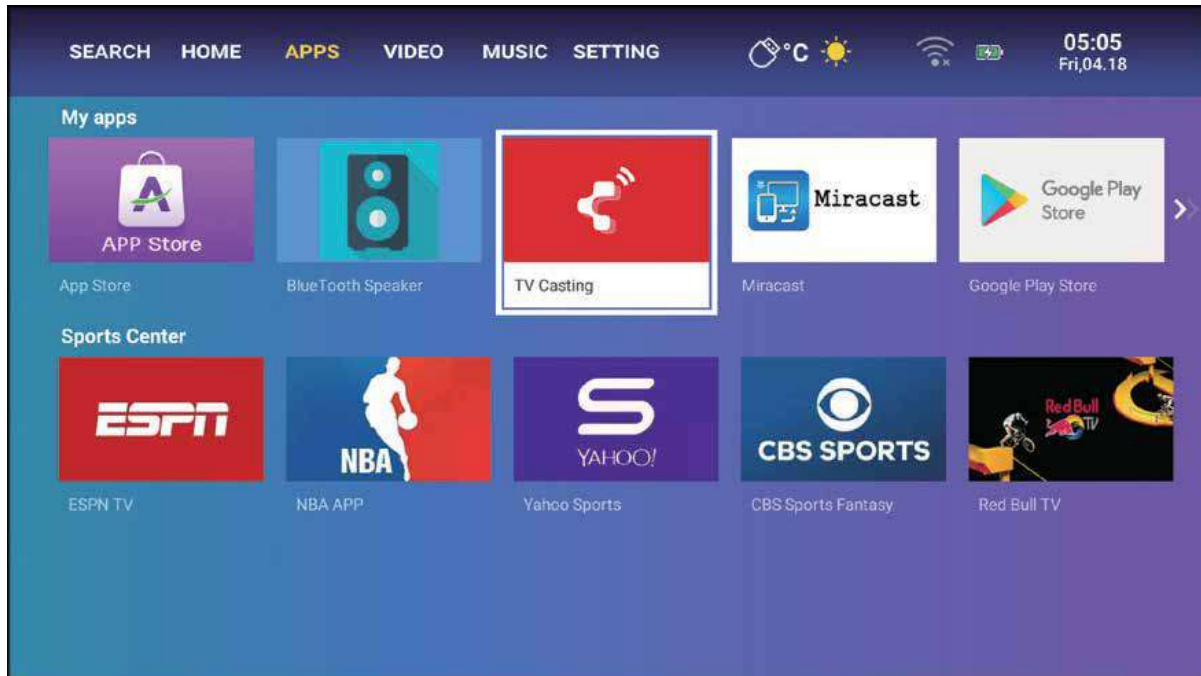 SEARCH HOME APPS VIDEO MUSIC SETTING °C 05:05
Fri,04.18
My apps
A
APP Store
Miracast
Google Play
Store
App Store BlueTooth Speaker TV Casting Miracast Google Play Store
Sports Center
ESPN
NBA
S
YAHOO!
CBS SPORTS
Red Bull
TV
ESPN TV NBA APP Yahoo Sports CBS Sports Fantasy Red Bull TV